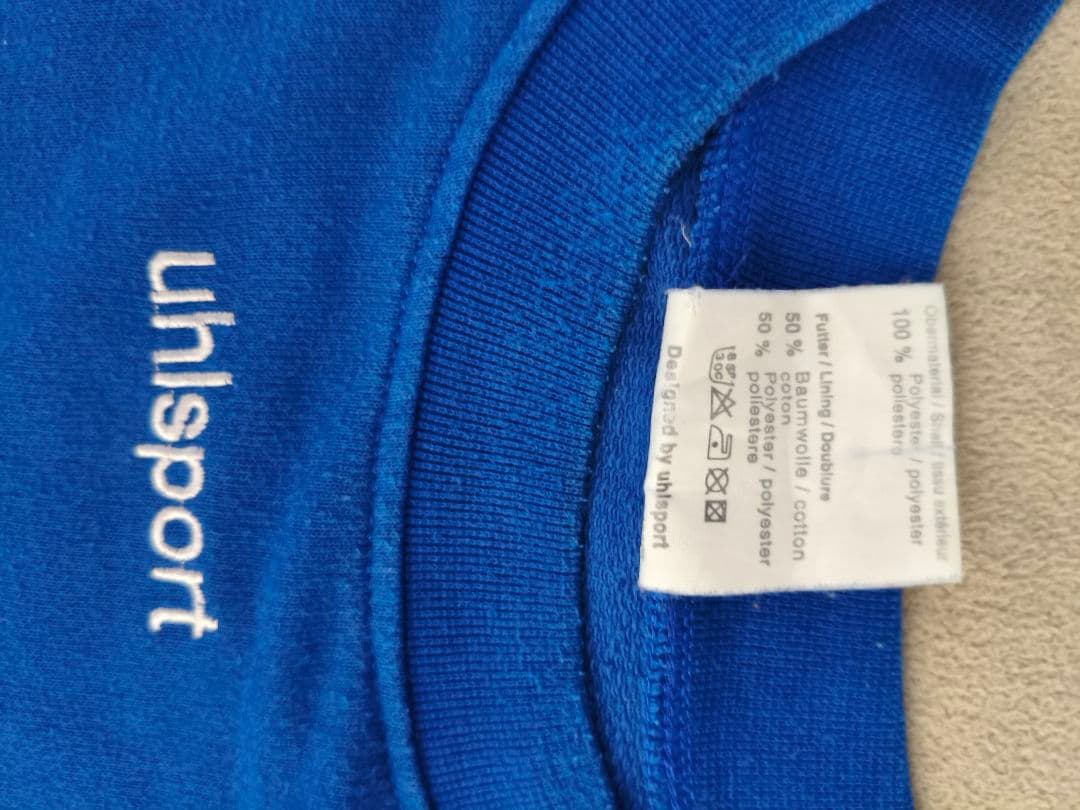 uhlsport
Obermaterial / Shell / tissu extérieur
100 % Polyester / polyester
poliestere
Futter / Lining / Doublure
50 % Baumwolle / cotton
coton
50 % Polyester / polyester
poliestere
30
Designed by uhlsport